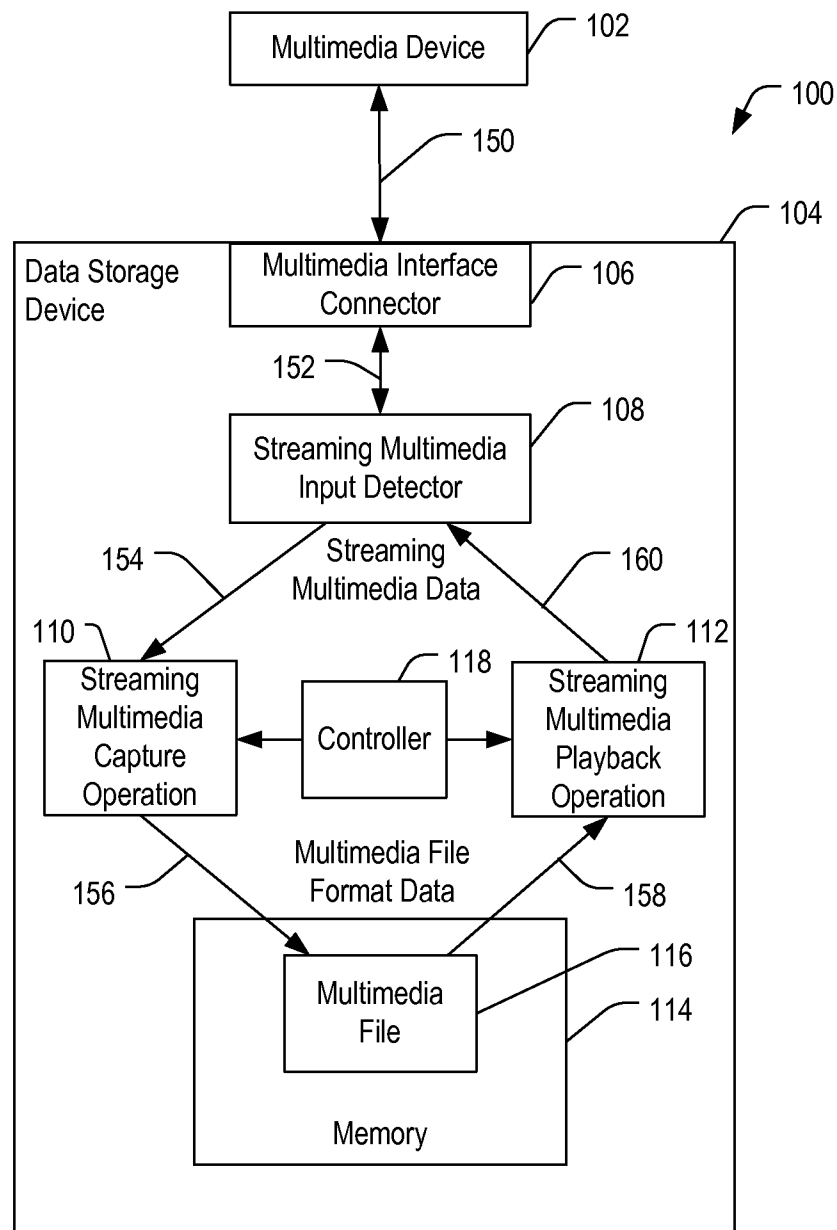 Multimedia Device
102
100
150
104
Data Storage
Device
Multimedia Interface
Connector
106
152
108
Streaming Multimedia
Input Detector
154
Streaming
Multimedia Data
160
110
112
118
Streaming
Multimedia
Capture
Operation
Controller
Streaming
Multimedia
Playback
Operation
156
Multimedia File
Format Data
158
116
Multimedia
File
114
Memory